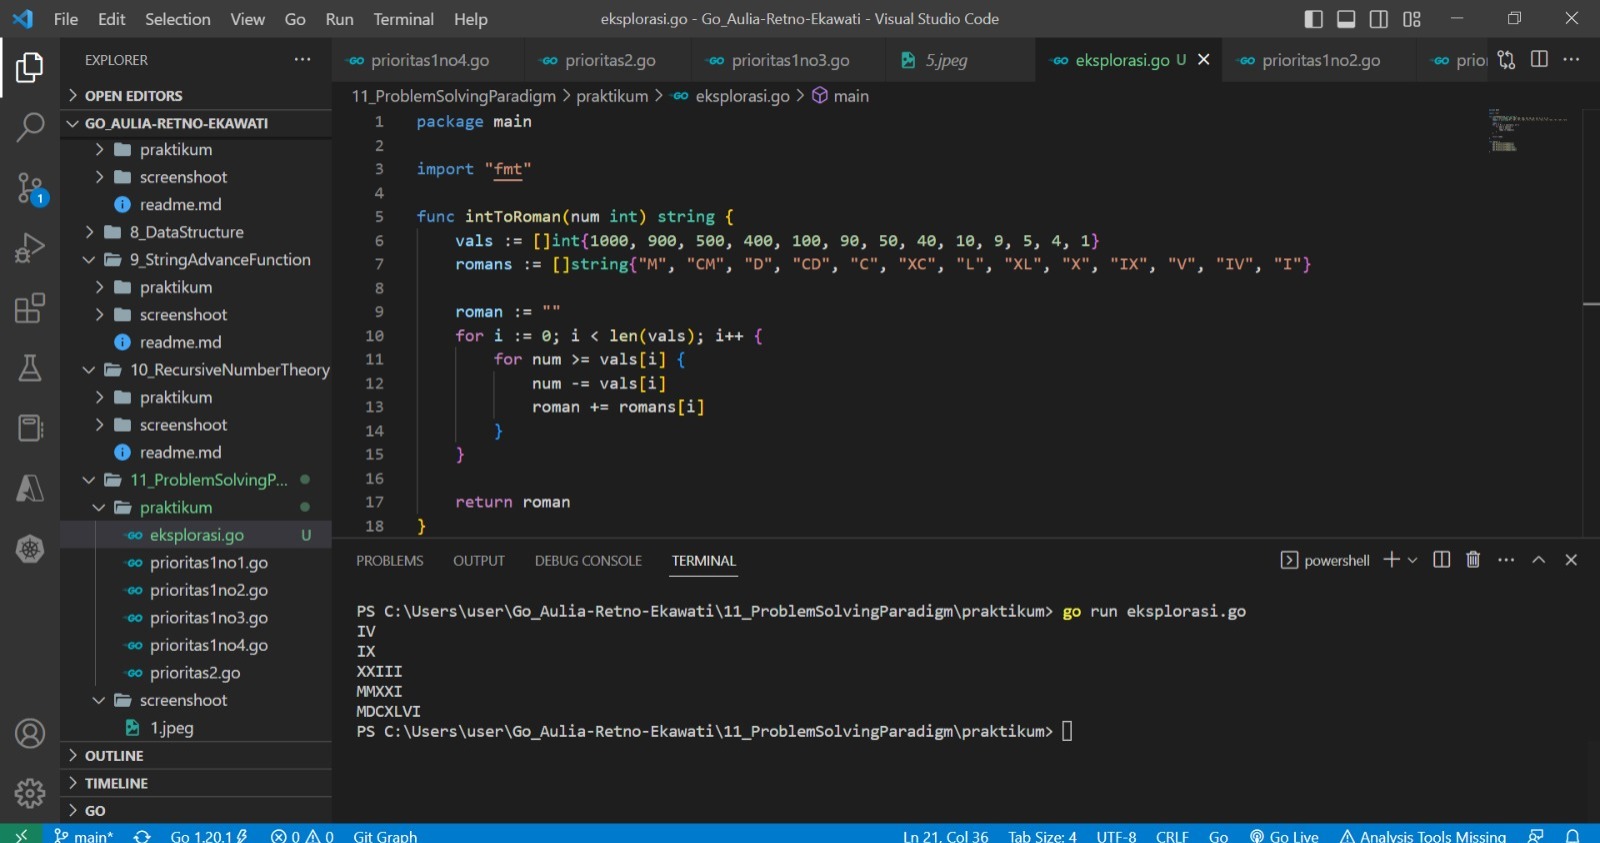 File Edit Selection View Go Run Terminal Help eksplorasi.go - Go_Aulia-Retno-Ekawati - Visual Studio Code
EXPLORER
OPEN EDITORS
GO_AULIA-RETNO-EKAWATI
praktikum
screenshoot
readme.md
8_DataStructure
9_StringAdvanceFunction
praktikum
screenshoot
readme.md
10_RecursiveNumberTheory
praktikum
screenshoot
readme.md
11_ProblemSolvingP...
praktikum
eksplorasi.go U
prioritas1no1.go
prioritas1no2.go
prioritas1no3.go
prioritas1no4.go
prioritas2.go
screenshoot
1.jpeg
OUTLINE
TIMELINE
GO
prioritas1no4.go prioritas2.go prioritas1no3.go 5.jpeg eksplorasi.go U prioritas1no2.go prior
11_ProblemSolvingParadigm > praktikum > eksplorasi.go > main
1 package main
2
3 import "fmt"
4
5 func intToRoman(num int) string {
6 vals := []int{1000, 900, 500, 400, 100, 90, 50, 40, 10, 9, 5, 4, 1}
7 romans := []string{"M", "CM", "D", "CD", "C", "XC", "L", "XL", "X", "IX", "V", "IV", "I"}
8
9 roman := ""
10 for i := 0; i < len(vals); i++ {
11 for num >= vals[i] {
12 num -= vals[i]
13 roman += romans[i]
14 }
15 }
16
17 return roman
18 }
PROBLEMS OUTPUT DEBUG CONSOLE TERMINAL powershell
PS C:\Users\user\Go_Aulia-Retno-Ekawati\11_ProblemSolvingParadigm\praktikum> go run eksplorasi.go
IV
IX
XXIII
MMXXI
MDCXLVI
PS C:\Users\user\Go_Aulia-Retno-Ekawati\11_ProblemSolvingParadigm\praktikum>
1
main* Go 1.20.1 0 0 Git Graph Ln 21, Col 36 Tab Size: 4 UTF-8 CRLF Go Go Live Analysis Tools Missing